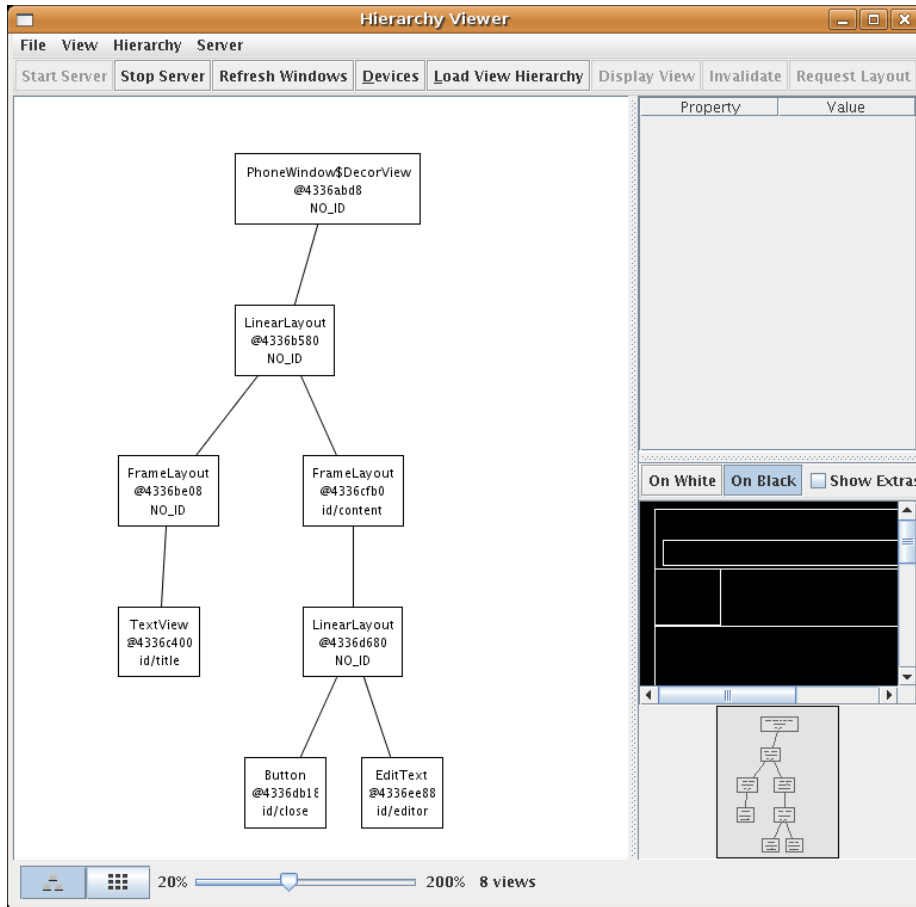 Hierarchy Viewer
File View Hierarchy Server
Start Server Stop Server Refresh Windows Devices Load View Hierarchy Display View Invalidate Request Layout
Property Value
PhoneWindow$DecorView
@4336abd8
NO_ID
LinearLayout
@4336b580
NO_ID
FrameLayout
@4336be08
NO_ID
FrameLayout
@4336cfb0
id/content
On White On Black Show Extras
TextView
@4336c400
id/title
LinearLayout
@4336d680
NO_ID
Button
@4336db18
id/close
EditText
@4336ee88
id/editor
20% 200% 8 views